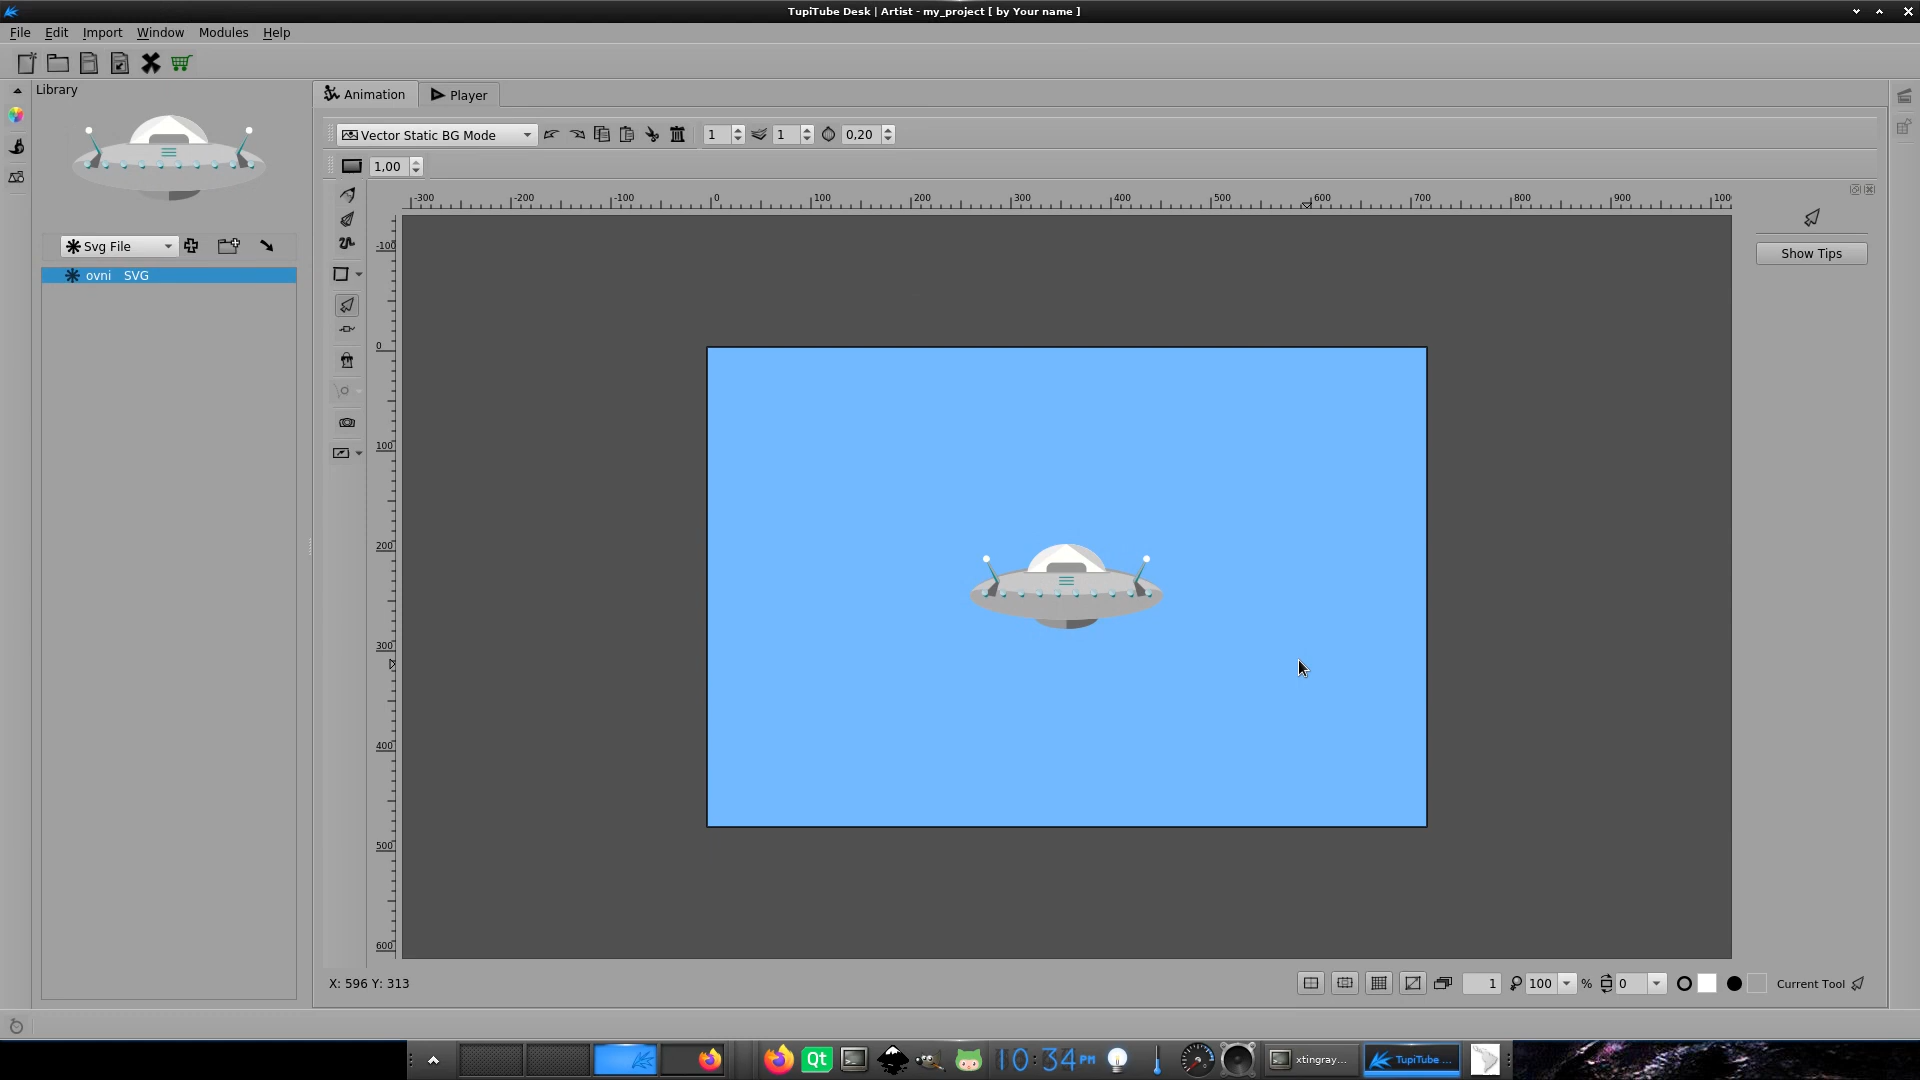 TupiTube Desk | Artist - my_project [ by Your name ]
File Edit Import Window Modules Help
Library
Animation Player
Vector Static BG Mode 1 1 0,20
1,00
-300 -200 -100 0 100 200 300 400 500 600 700 800 900 100
-100
0
100
200
300
400
500
600
Svg File
ovni SVG
Show Tips
X: 596 Y: 313
1 100 % 0 Current Tool
Qt 10:34 PM xtingray... TupiTube ...